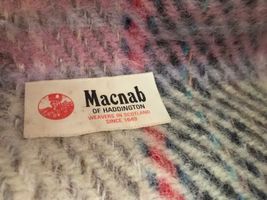 Macnab
OF HADDINGTON
WEAVERS IN SCOTLAND
SINCE 1849